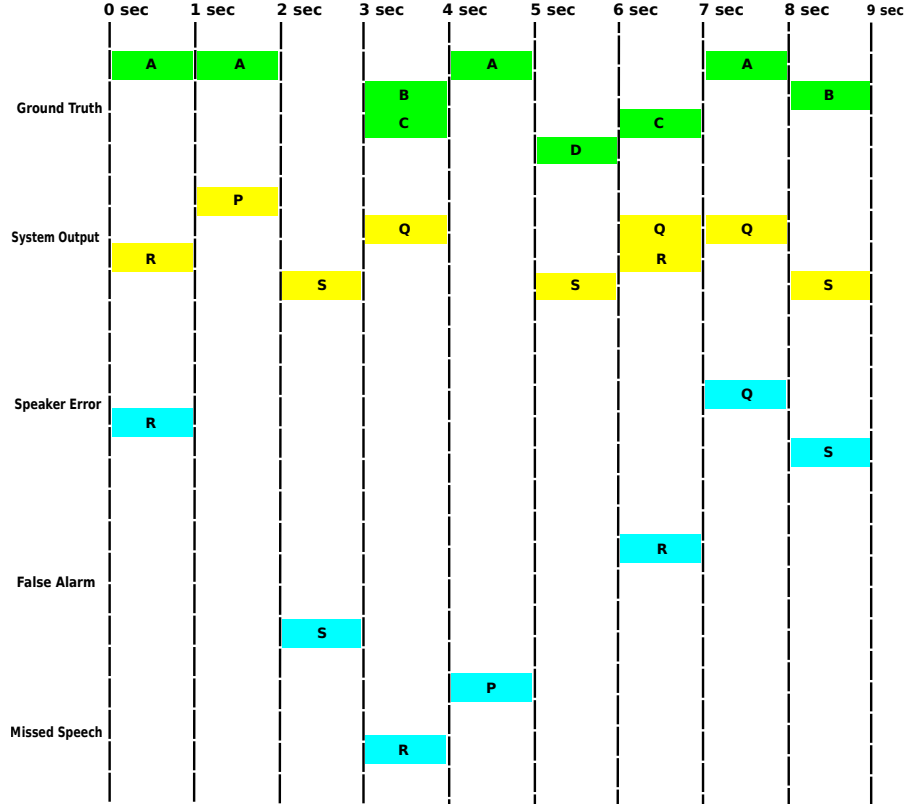 0 sec 1 sec 2 sec 3 sec 4 sec 5 sec 6 sec 7 sec 8 sec 9 sec
A A A A
B B
Ground Truth
C C
D
P
Q Q Q
System Output
R R
S S S
Q
Speaker Error
R
S
R
False Alarm
S
P
Missed Speech
R